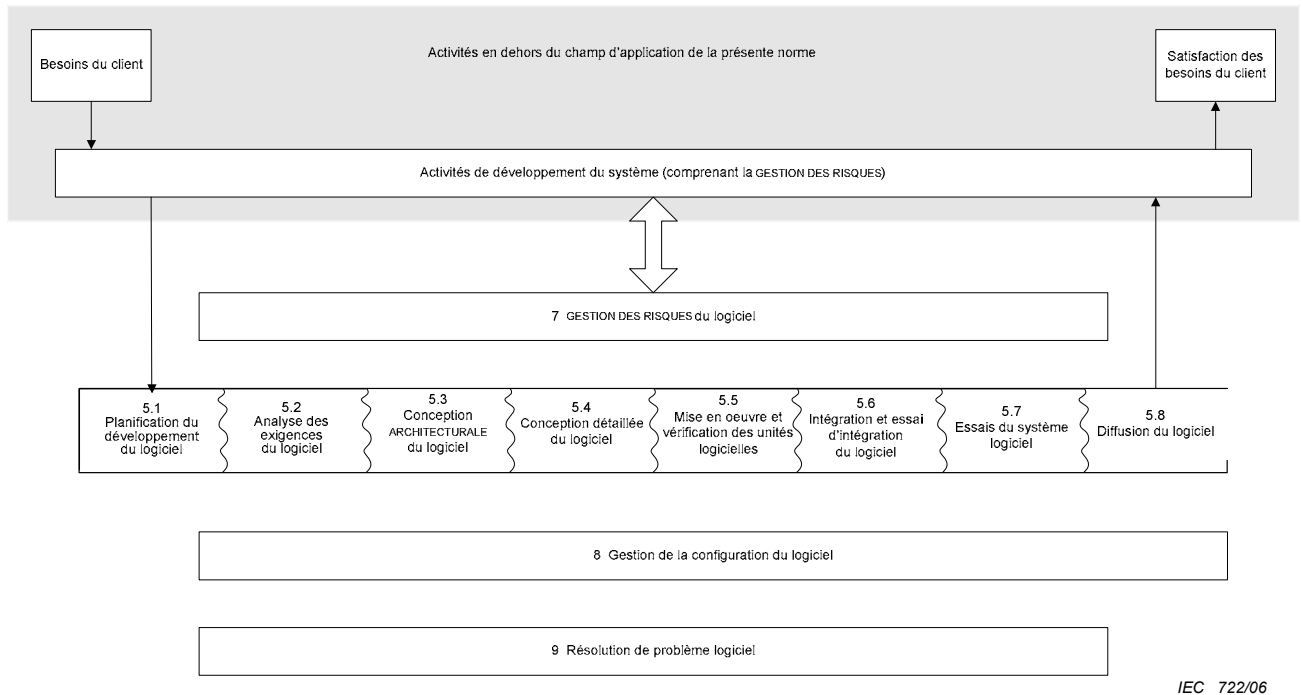 Activités en dehors du champ d'application de la présente norme
Besoins du client
Satisfaction des
besoins du client
Activités de développement du système (comprenant la GESTION DES RISQUES)
7 GESTION DES RISQUES du logiciel
5.1
Planification du
développement
du logiciel
5.2
Analyse des
exigences
du logiciel
5.3
Conception
ARCHITECTURALE
du logiciel
5.4
Conception détaillée
du logiciel
5.5
Mise en oeuvre et
vérification des unités
logicielles
5.6
Intégration et essai
d'intégration
du logiciel
5.7
Essais du système
logiciel
5.8
Diffusion du logiciel
8 Gestion de la configuration du logiciel
9 Résolution de problème logiciel
IEC 722/06